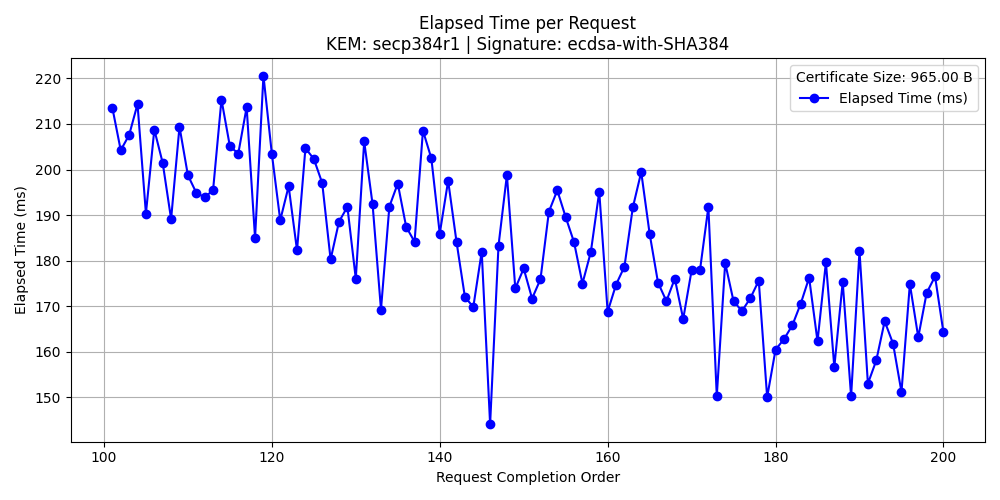 Elapsed Time per Request
KEM: secp384r1 | Signature: ecdsa-with-SHA384
Certificate Size: 965.00 B
Elapsed Time (ms)
Elapsed Time (ms)
220
210
200
190
180
170
160
150
100 120 140 160 180 200
Request Completion Order